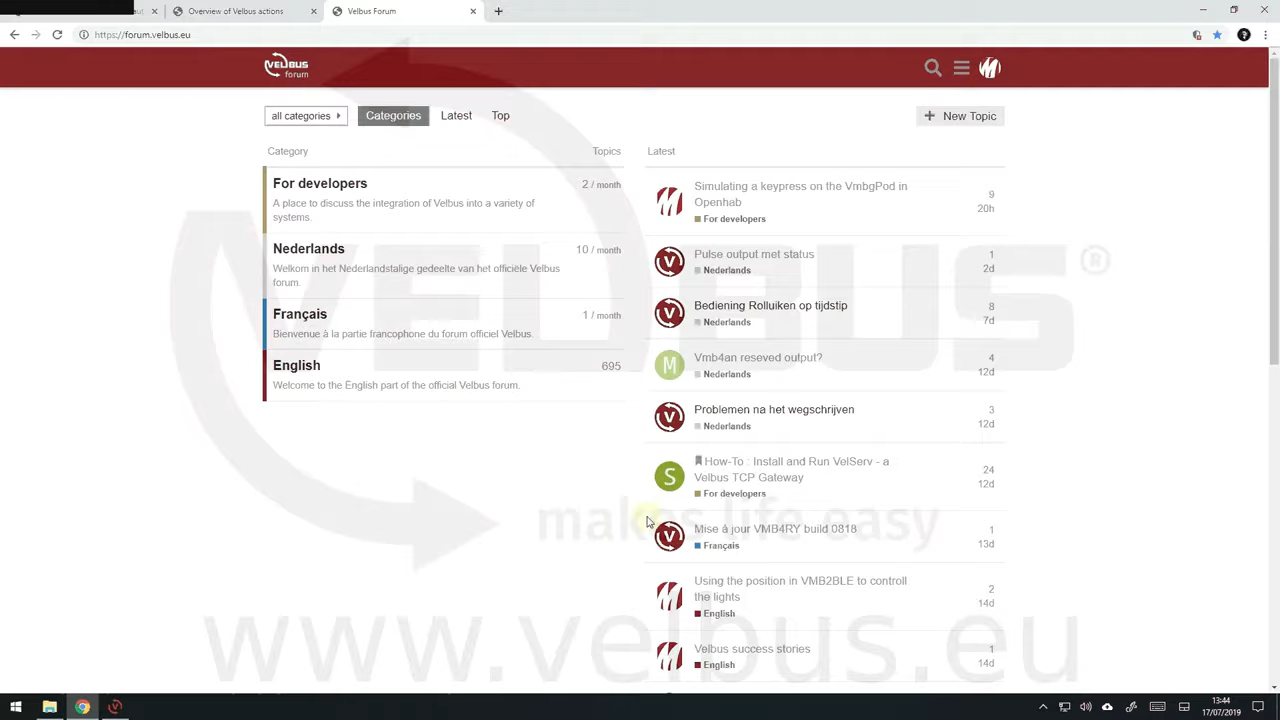 Overview of Velbus actions
Velbus Forum
https://forum.velbus.eu
VELBUS
forum
all categories
Categories
Latest
Top
New Topic
Category
Topics
For developers
2 / month
A place to discuss the integration of Velbus into a variety of
systems.
Nederlands
10 / month
Welkom in het Nederlandstalige gedeelte van het officiële Velbus
forum.
Français
1 / month
Bienvenue à la partie francophone du forum officiel Velbus.
English
695
Welcome to the English part of the official Velbus forum.
Latest
Simulating a keypress on the VmbgPod in
Openhab
For developers
9
20h
Pulse output met status
Nederlands
1
2d
Bediening Rolluiken op tijdstip
Nederlands
8
7d
M
Vmb4an reseved output?
Nederlands
4
12d
Problemen na het wegschrijven
Nederlands
3
12d
S
How-To : Install and Run VelServ - a
Velbus TCP Gateway
For developers
24
12d
Mise à jour VMB4RY build 0818
Français
1
13d
Using the position in VMB2BLE to controll
the lights
English
2
14d
Velbus success stories
English
1
14d
VELBUS®
makes life easy
www.velbus.eu
13:44
17/07/2019